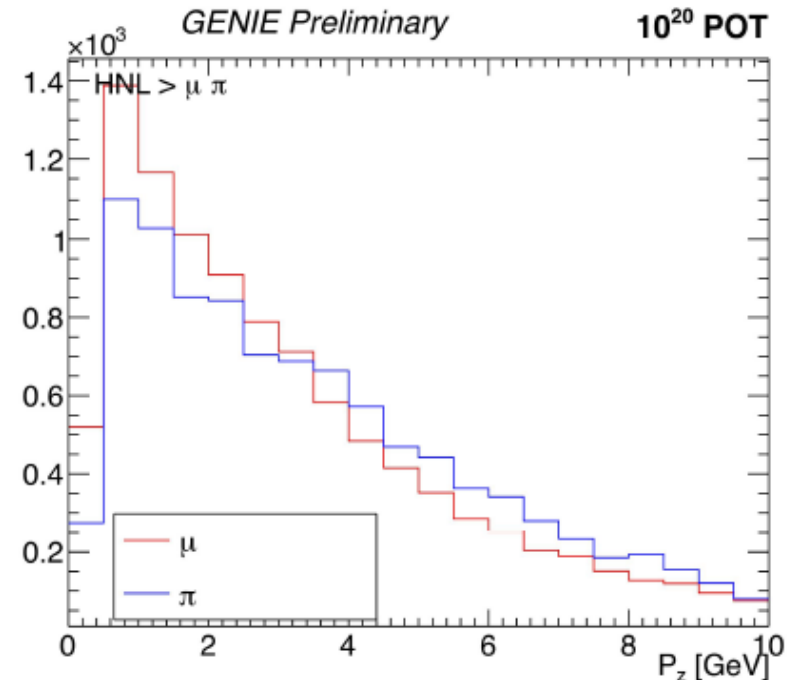 GENIE Preliminary
10²⁰ POT
×10³
HNL > μ π
1.4
1.2
1
0.8
0.6
0.4
0.2
μ
π
0 2 4 6 8 10
P_z [GeV]